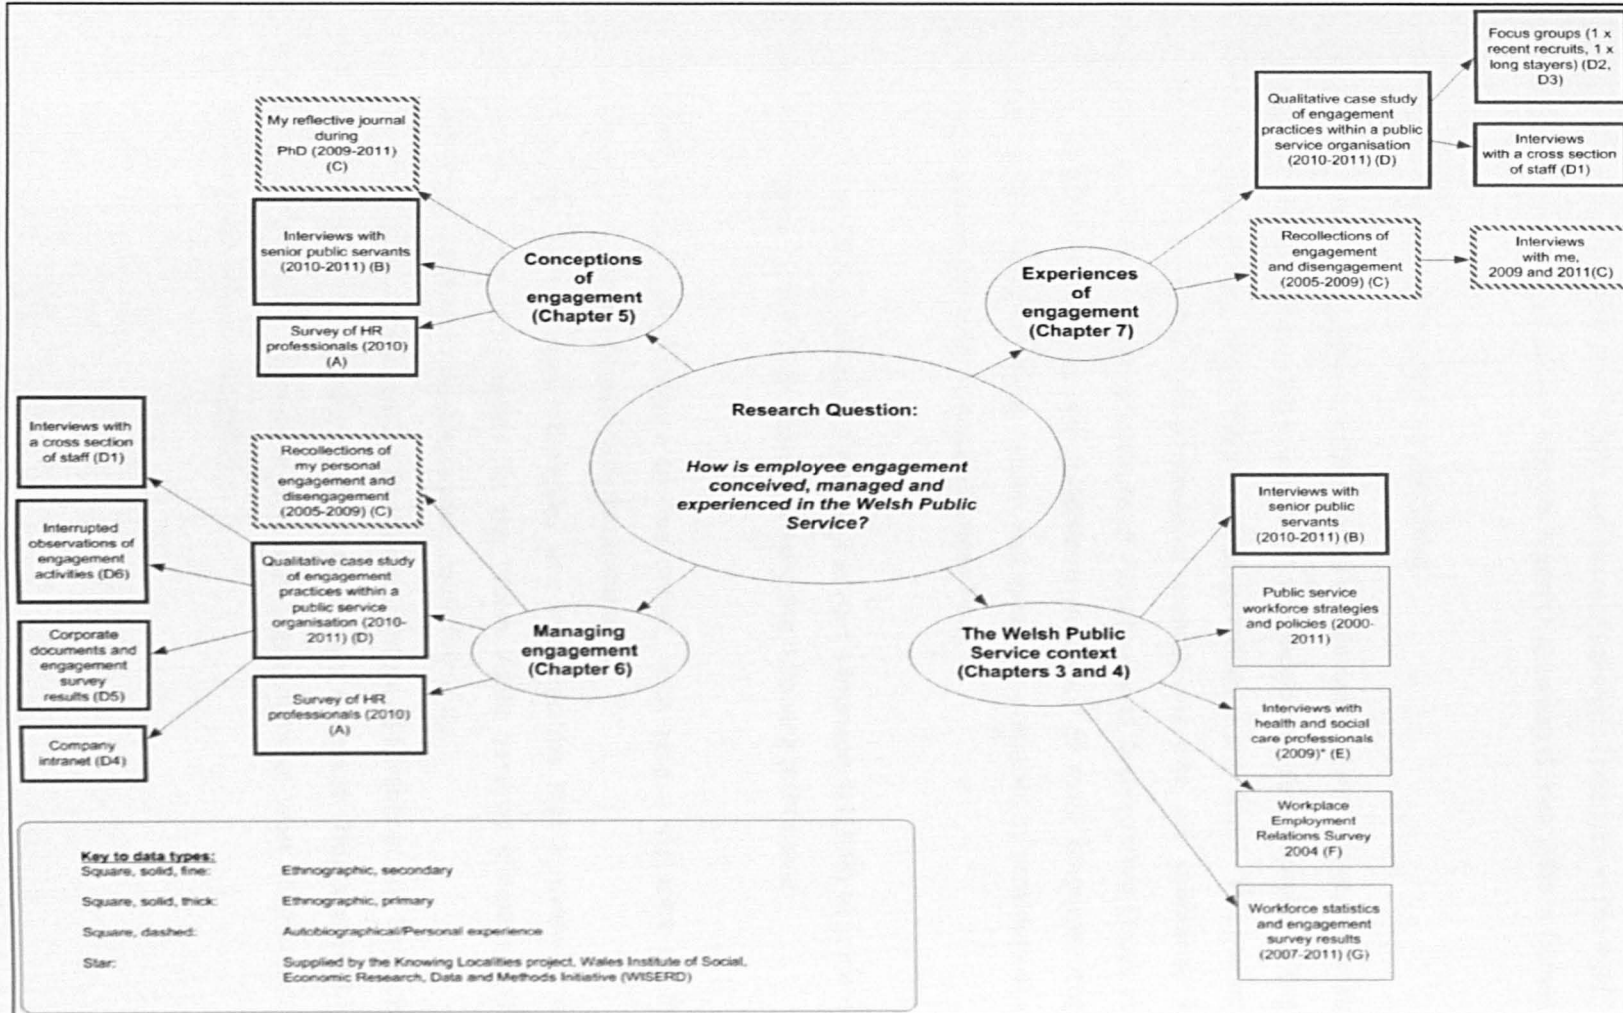 My reflective journal
during
PhD (2009-2011)
(C)
Interviews with
senior public servants
(2010-2011) (B)
Survey of HR
professionals (2010)
(A)
Conceptions
of
engagement
(Chapter 5)
Focus groups (1 x
recent recruits, 1 x
long stayers) (D2,
D3)
Qualitative case study
of engagement
practices within a public
service organisation
(2010-2011) (D)
Interviews
with a cross section
of staff (D1)
Recollections of
engagement
and disengagement
(2005-2009) (C)
Interviews
with me,
2009 and 2011(C)
Experiences
of
engagement
(Chapter 7)
Research Question:
How is employee engagement
conceived, managed and
experienced in the Welsh Public
Service?
Interviews with
a cross section
of staff (D1)
Interrupted
observations of
engagement
activities (D6)
Corporate
documents and
engagement
survey
results (D5)
Company
intranet (D4)
Recollections of
my personal
engagement and
disengagement
(2005-2009) (C)
Qualitative case study
of engagement
practices within a
public service
organisation (2010-
2011) (D)
Survey of HR
professionals (2010)
(A)
Managing
engagement
(Chapter 6)
The Welsh Public
Service context
(Chapters 3 and 4)
Interviews with
senior public
servants
(2010-2011) (B)
Public service
workforce strategies
and policies (2000-
2011)
Interviews with
health and social
care professionals
(2009)* (E)
Workplace
Employment
Relations Survey
2004 (F)
Workforce statistics
and engagement
survey results
(2007-2011) (G)
Key to data types:
Square, solid, fine: Ethnographic, secondary
Square, solid, thick: Ethnographic, primary
Square, dashed: Autobiographical/Personal experience
Star: Supplied by the Knowing Localities project, Wales Institute of Social,
Economic Research, Data and Methods Initiative (WISERD)